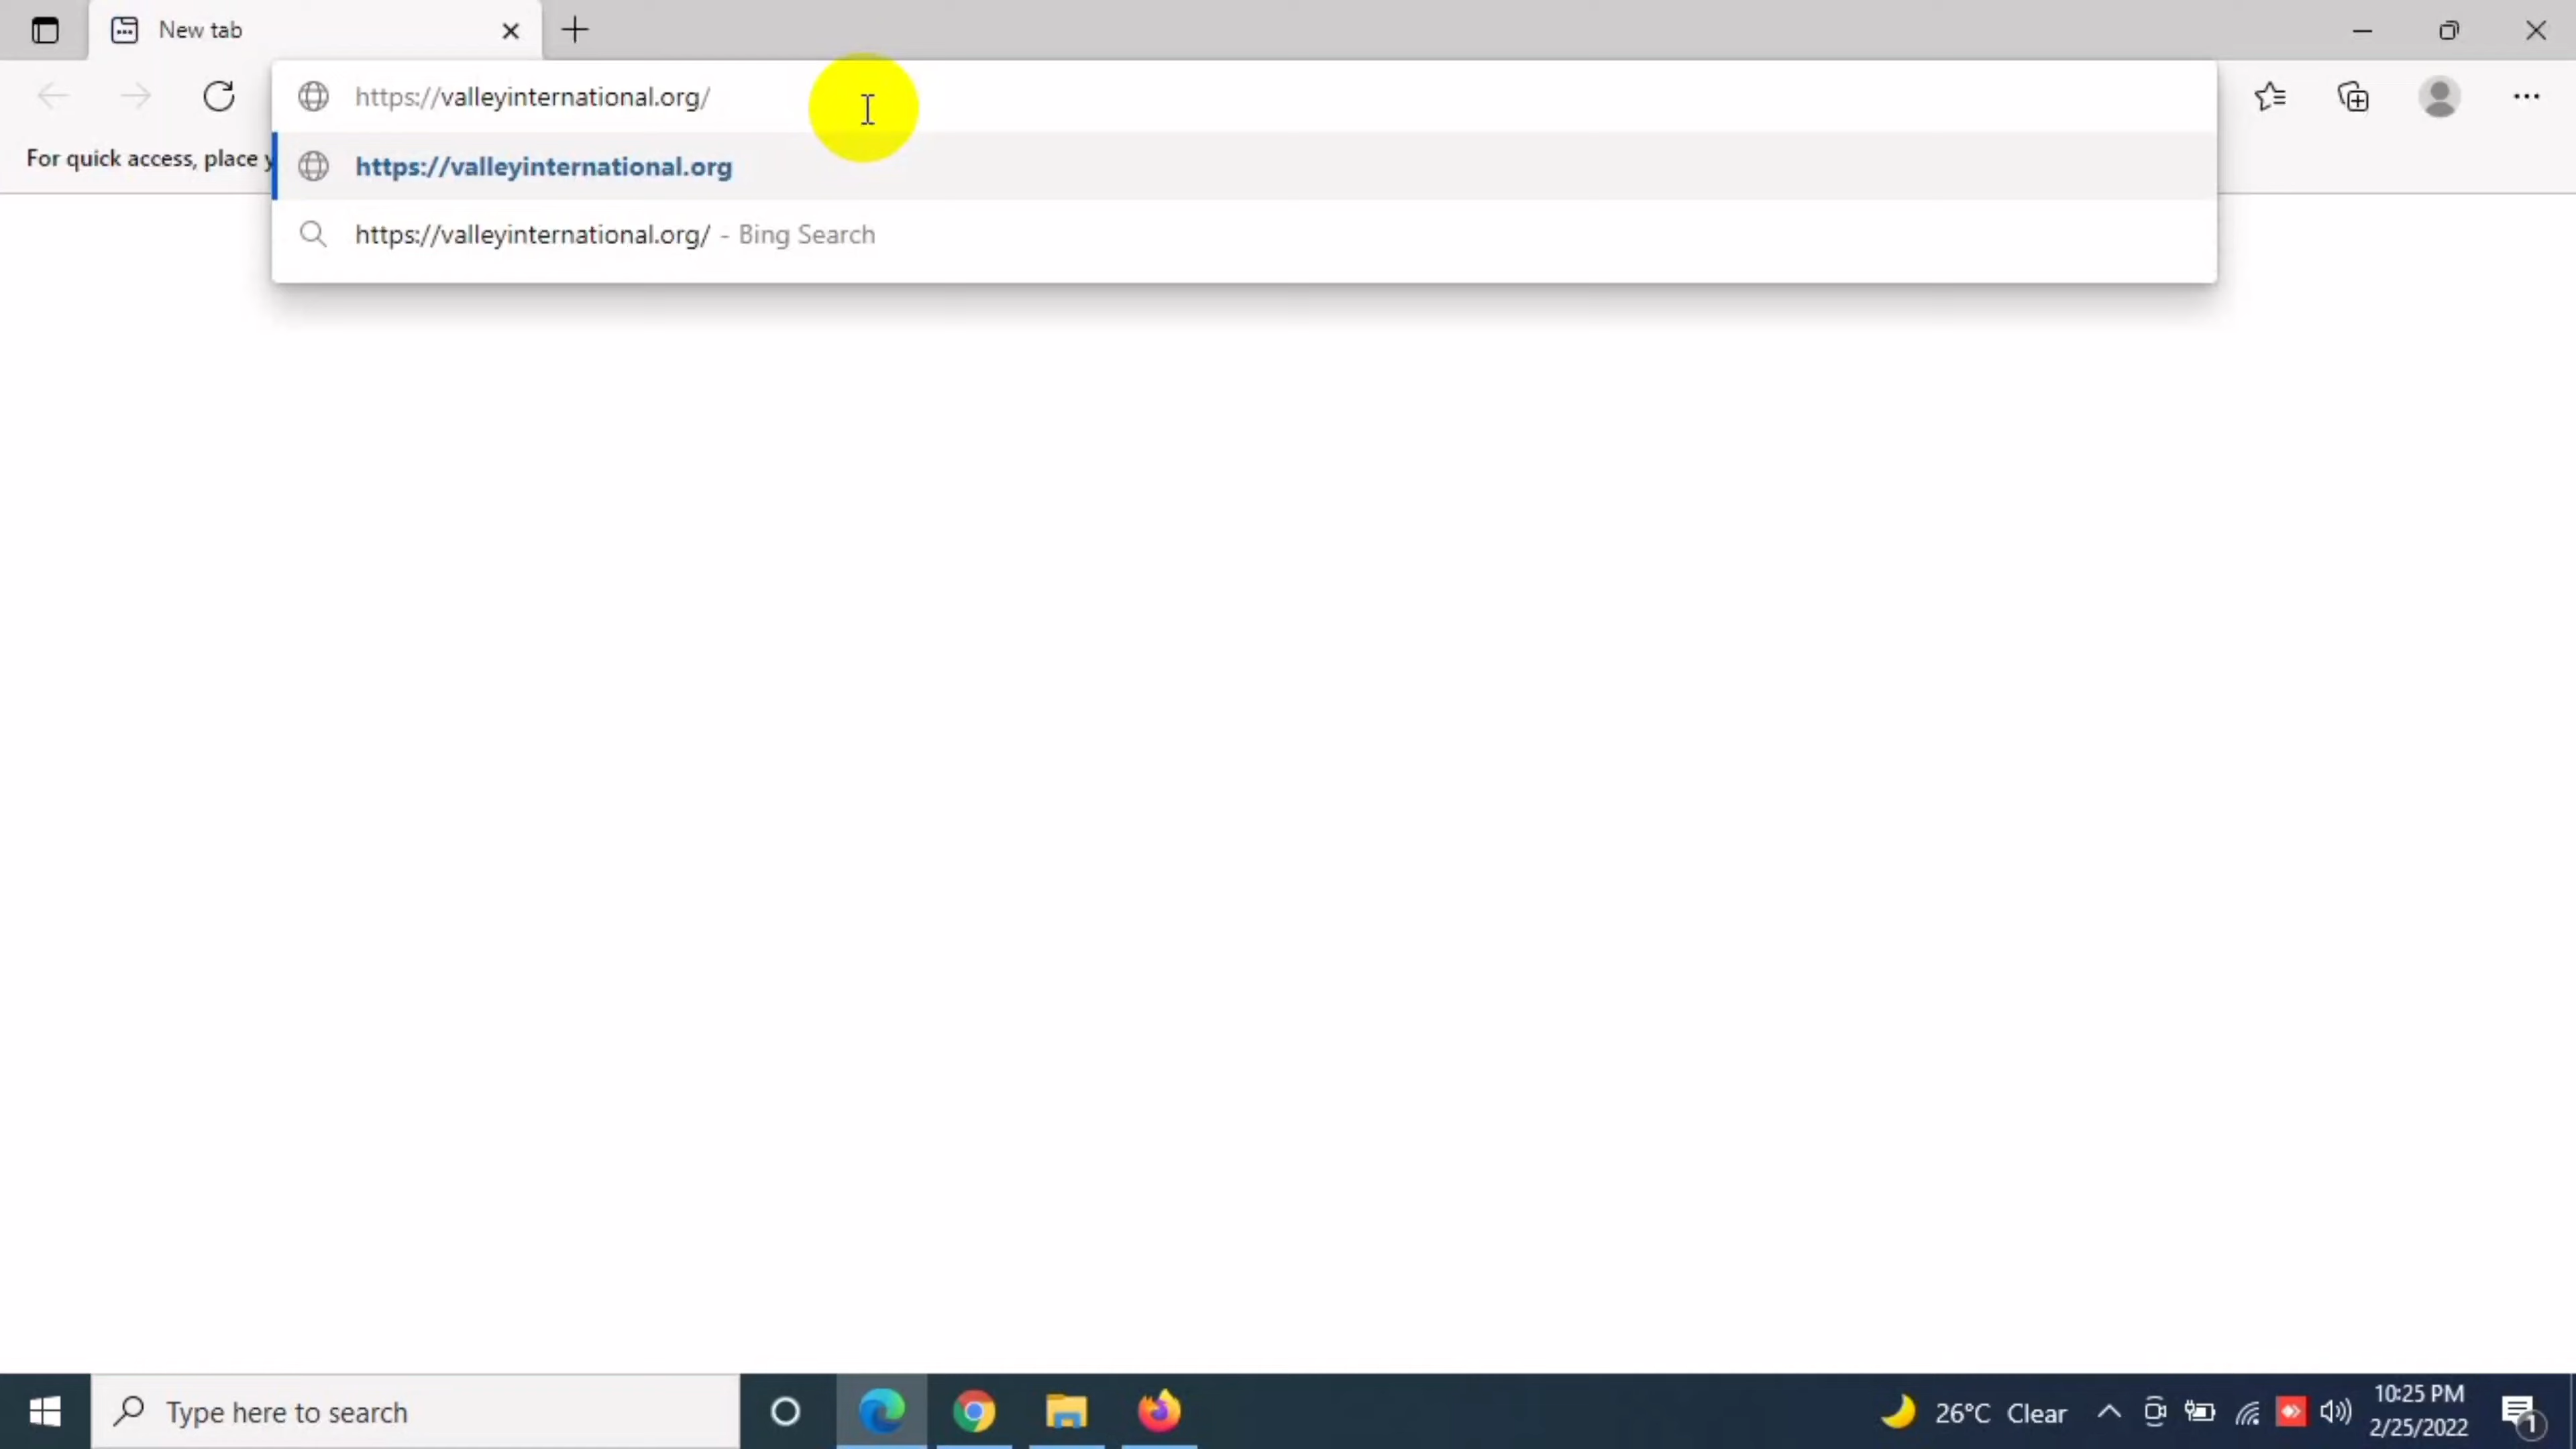 New tab
https://valleyinternational.org/
https://valleyinternational.org
https://valleyinternational.org/ - Bing Search
For quick access, place y
Type here to search
26°C Clear
10:25 PM
2/25/2022
1